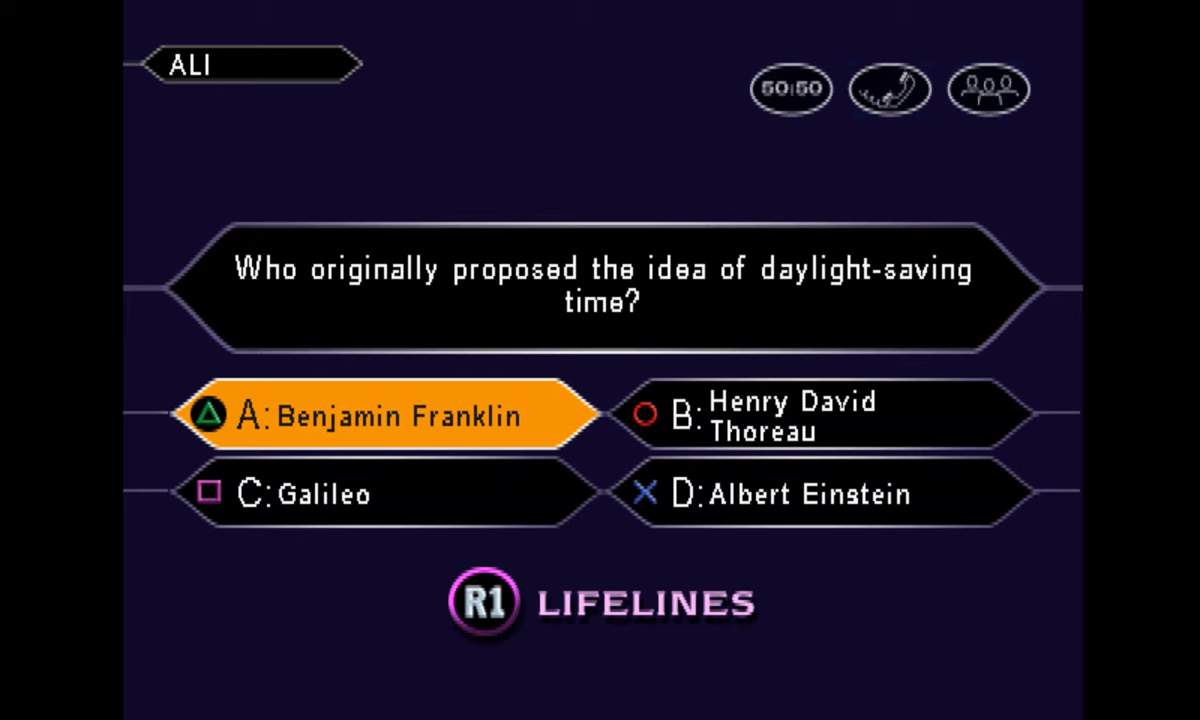 ALI
50:50
Who originally proposed the idea of daylight-saving
time?
A: Benjamin Franklin
B: Henry David
Thoreau
C: Galileo
D: Albert Einstein
R1 LIFELINES